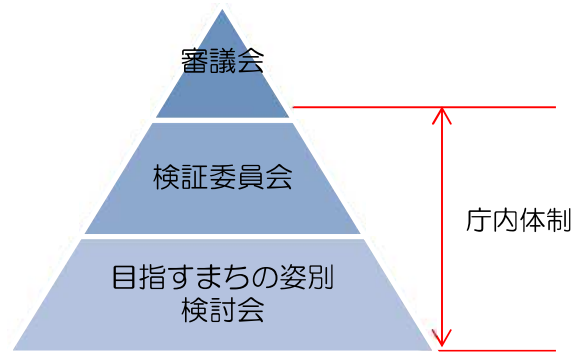 審議会
検証委員会
庁内体制
目指すまちの姿別
検討会